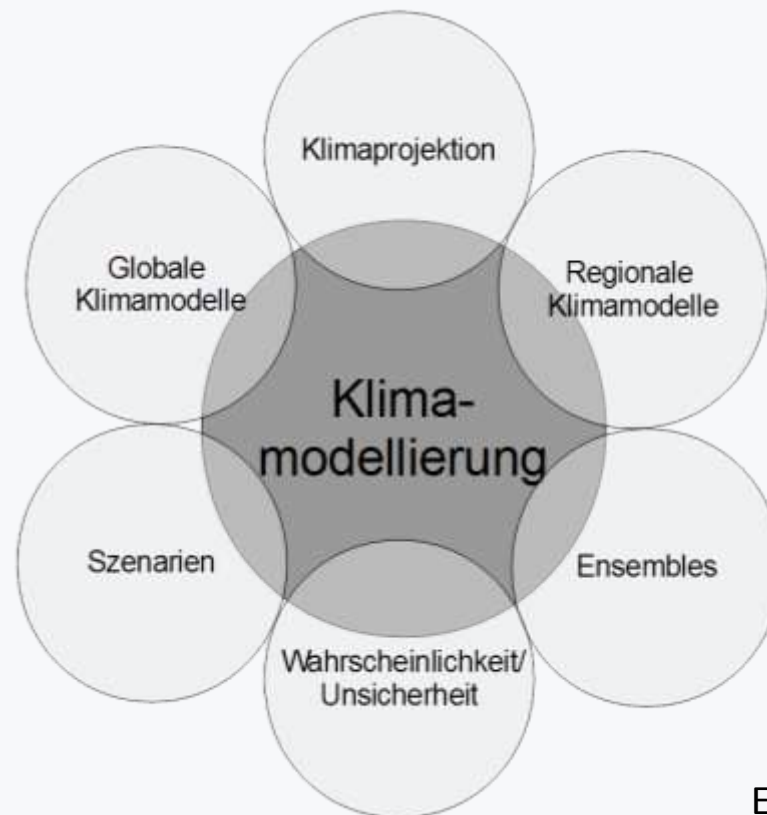 Klimaprojektion
Globale
Klimamodelle
Regionale
Klimamodelle
Klima-
modellierung
Szenarien
Ensembles
Wahrscheinlichkeit/
Unsicherheit